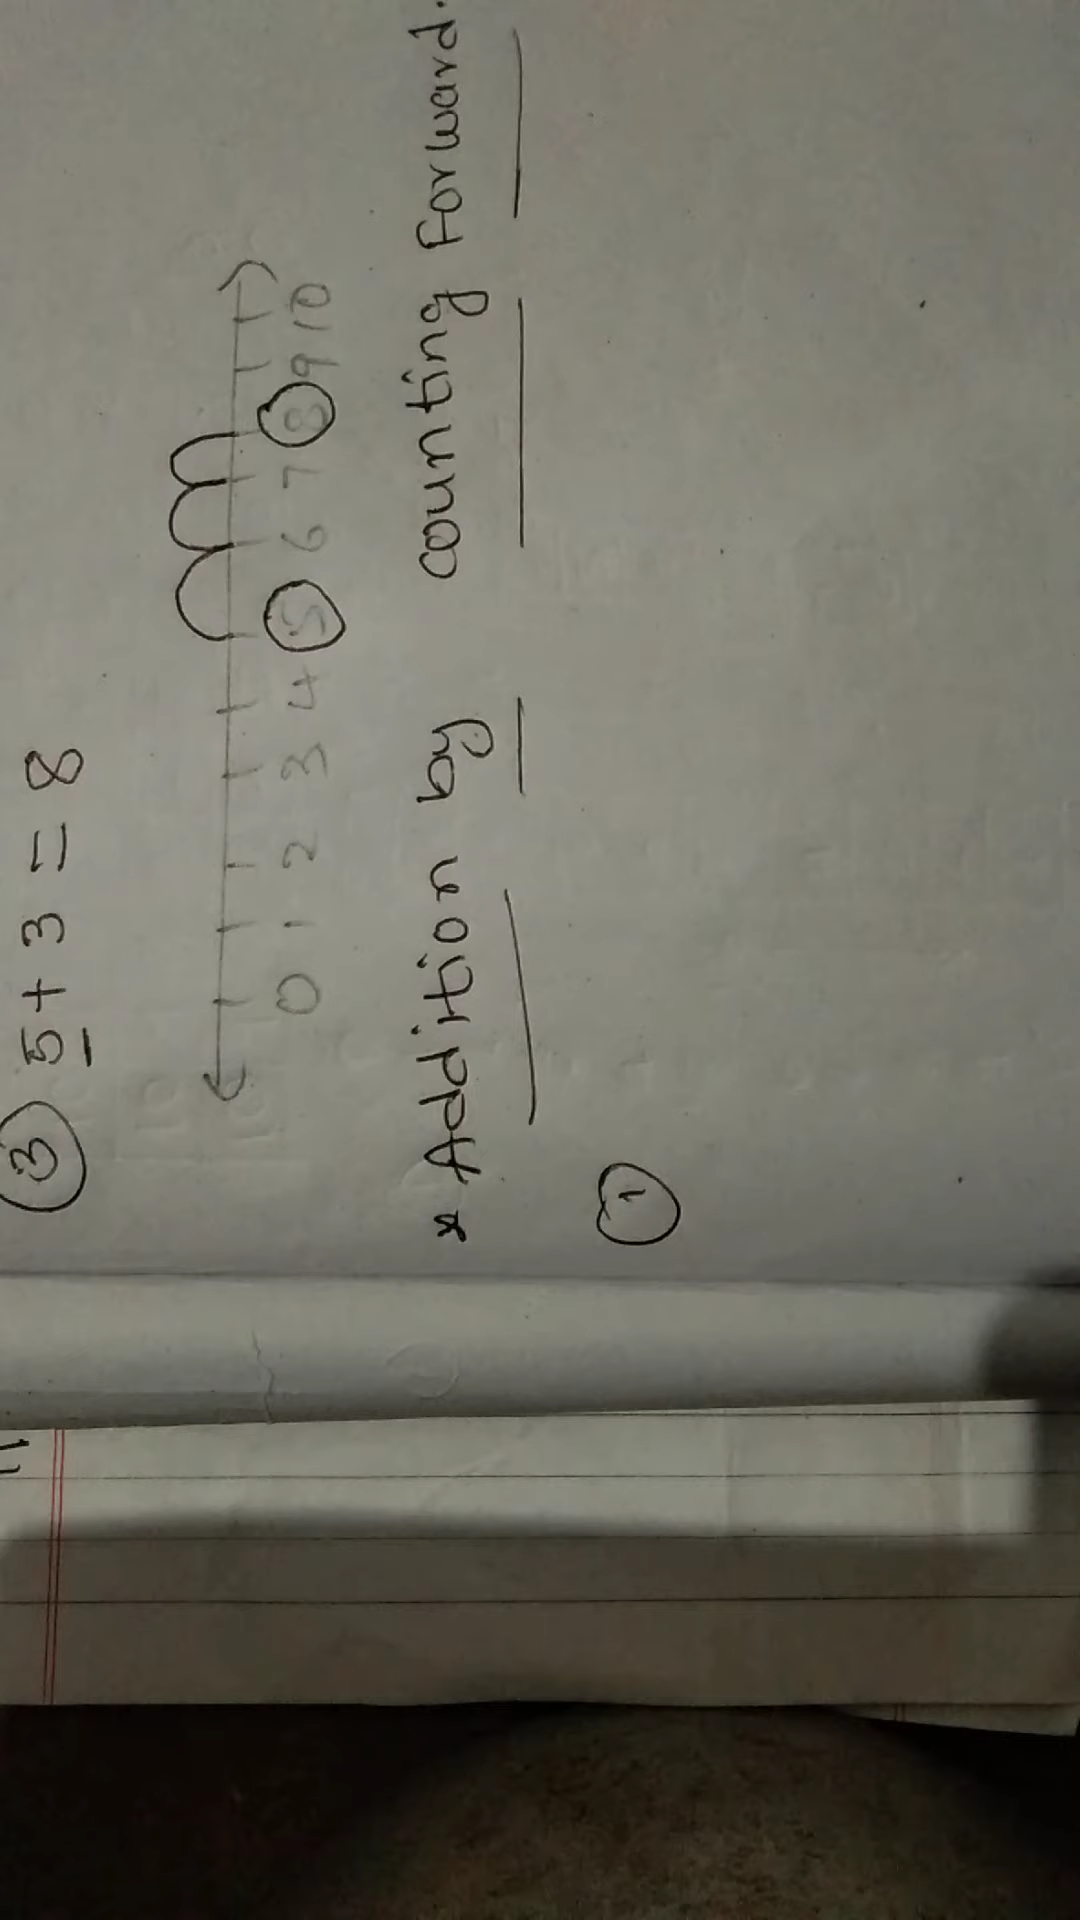 ③ 5 + 3 = 8
0 1 2 3 4 5 6 7 8 9 10
* Addition by counting forward.
①